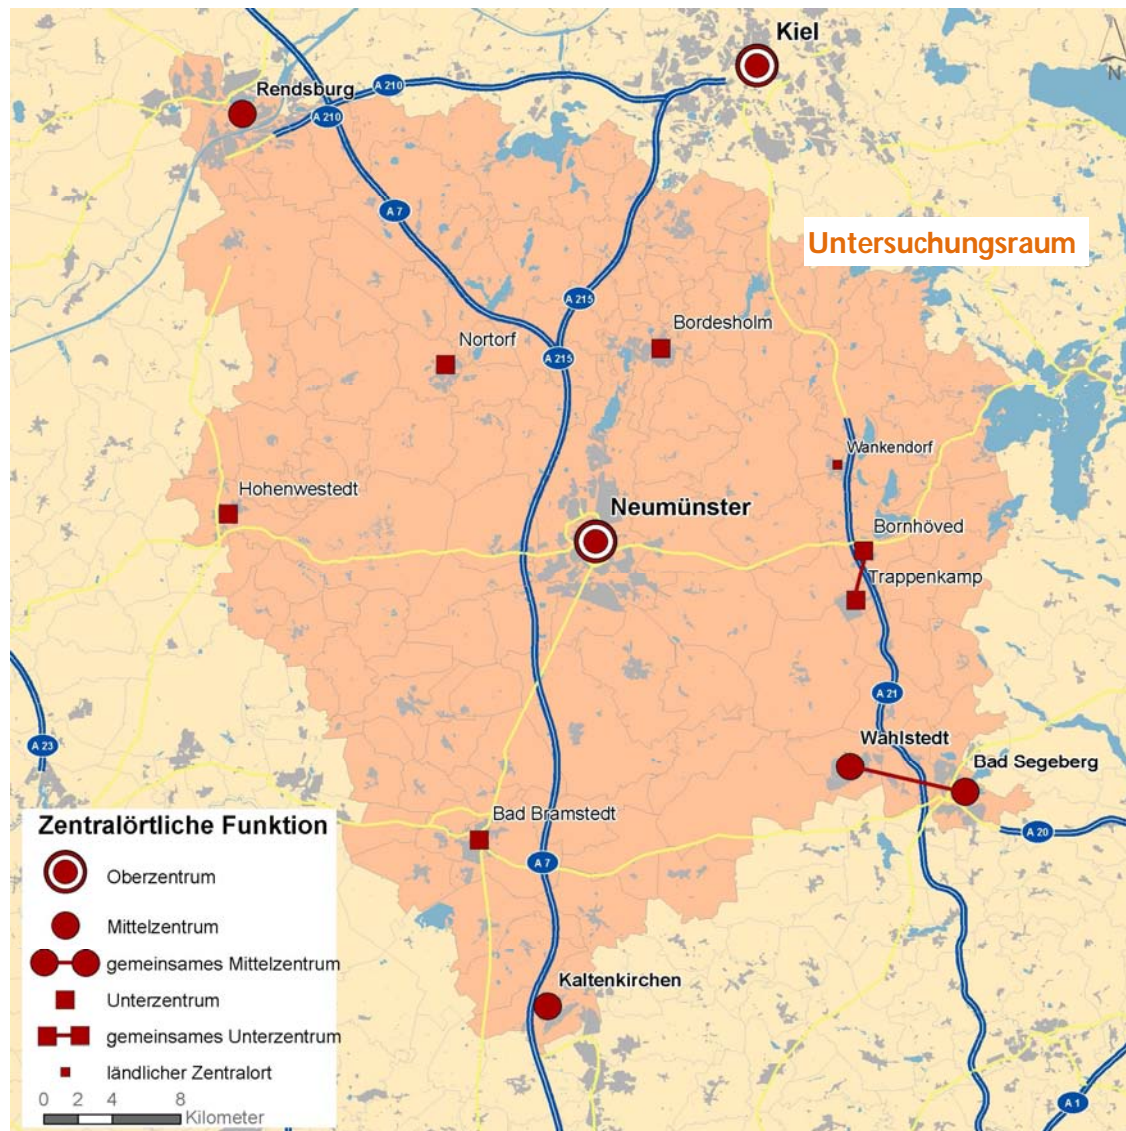 Kiel
N
Rendsburg
A 210
A 210
A 7
Untersuchungsraum
A 215
Bordesholm
Nortorf
A 215
Wankendorf
Hohenwestedt
Neumünster
Bornhöved
Trappenkamp
A 21
Wahlstedt
A 23
Bad Segeberg
Bad Bramstedt
A 20
A 7
Kaltenkirchen
A 1
Zentralörtliche Funktion
Oberzentrum
Mittelzentrum
gemeinsames Mittelzentrum
Unterzentrum
gemeinsames Unterzentrum
ländlicher Zentralort
0 2 4 8
Kilometer